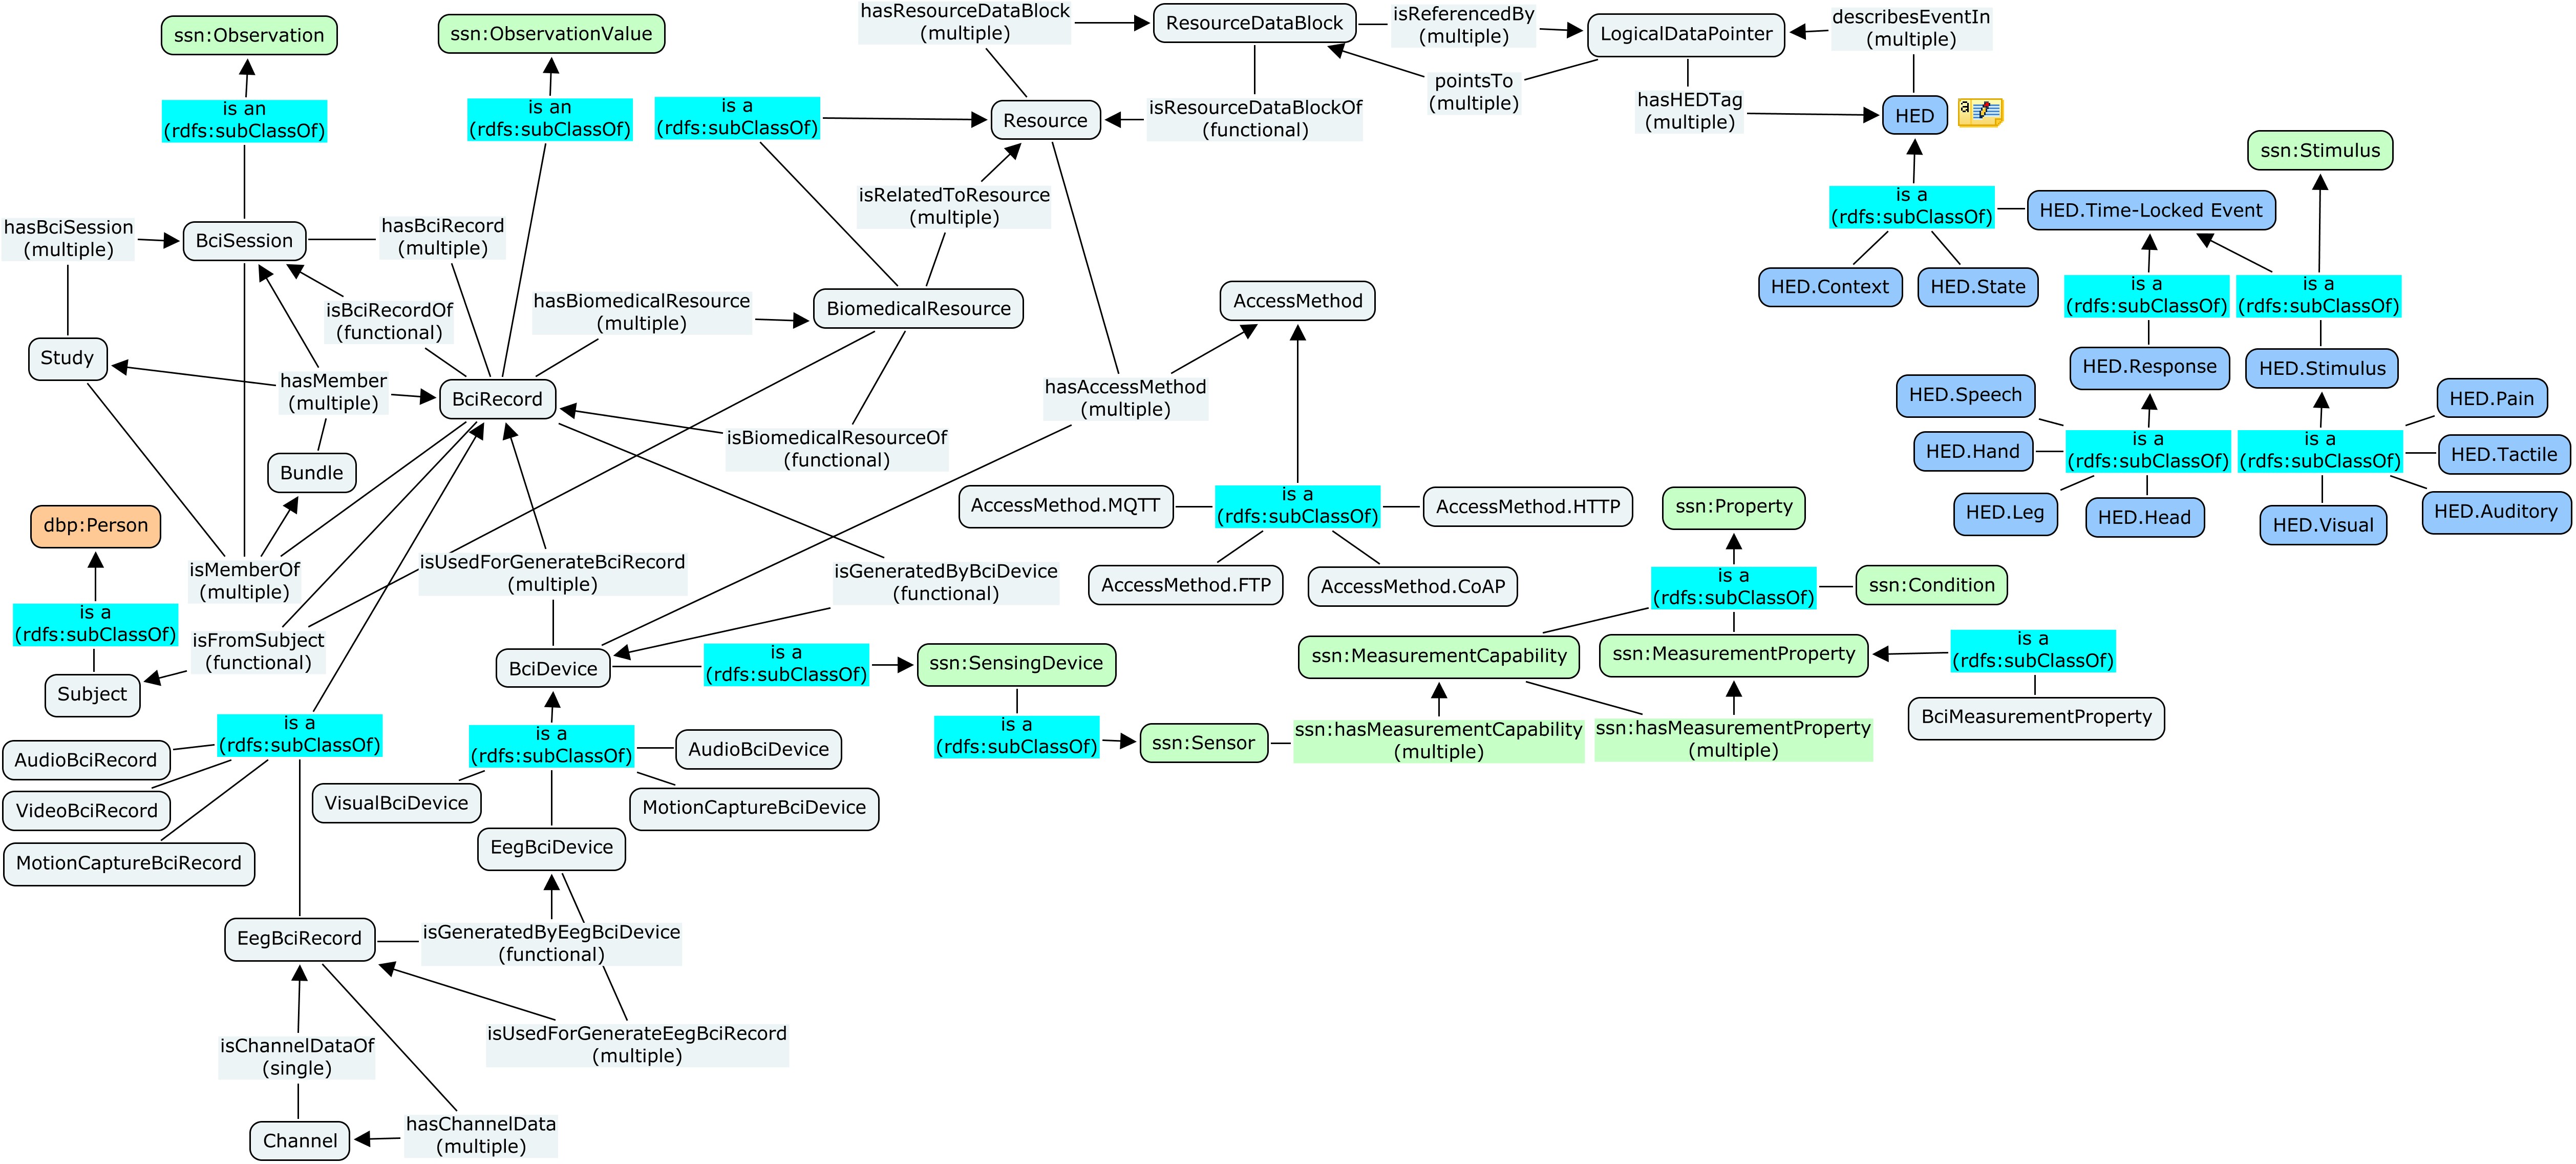 hasResourceDataBlock
(multiple)
ResourceDataBlock
isReferencedBy
(multiple)
LogicalDataPointer
describesEventIn
(multiple)
ssn:Observation
ssn:ObservationValue
pointsTo
(multiple)
is an
(rdfs:subClassOf)
is an
(rdfs:subClassOf)
is a
(rdfs:subClassOf)
Resource
isResourceDataBlockOf
(functional)
hasHEDTag
(multiple)
HED
a
ssn:Stimulus
isRelatedToResource
(multiple)
is a
(rdfs:subClassOf)
HED.Time-Locked Event
hasBciSession
(multiple)
BciSession
hasBciRecord
(multiple)
HED.Context
HED.State
is a
(rdfs:subClassOf)
is a
(rdfs:subClassOf)
isBciRecordOf
(functional)
hasBiomedicalResource
(multiple)
BiomedicalResource
AccessMethod
Study
hasMember
(multiple)
BciRecord
hasAccessMethod
(multiple)
HED.Response
HED.Stimulus
HED.Speech
HED.Pain
isBiomedicalResourceOf
(functional)
HED.Hand
is a
(rdfs:subClassOf)
is a
(rdfs:subClassOf)
HED.Tactile
Bundle
HED.Leg
HED.Head
HED.Visual
HED.Auditory
dbp:Person
AccessMethod.MQTT
is a
(rdfs:subClassOf)
AccessMethod.HTTP
ssn:Property
isMemberOf
(multiple)
isUsedForGenerateBciRecord
(multiple)
isGeneratedByBciDevice
(functional)
AccessMethod.FTP
AccessMethod.CoAP
is a
(rdfs:subClassOf)
ssn:Condition
is a
(rdfs:subClassOf)
isFromSubject
(functional)
BciDevice
is a
(rdfs:subClassOf)
ssn:SensingDevice
ssn:MeasurementCapability
ssn:MeasurementProperty
is a
(rdfs:subClassOf)
Subject
is a
(rdfs:subClassOf)
is a
(rdfs:subClassOf)
AudioBciDevice
is a
(rdfs:subClassOf)
ssn:Sensor
ssn:hasMeasurementCapability
(multiple)
ssn:hasMeasurementProperty
(multiple)
BciMeasurementProperty
AudioBciRecord
VideoBciRecord
VisualBciDevice
MotionCaptureBciDevice
MotionCaptureBciRecord
EegBciDevice
EegBciRecord
isGeneratedByEegBciDevice
(functional)
isChannelDataOf
(single)
isUsedForGenerateEegBciRecord
(multiple)
Channel
hasChannelData
(multiple)